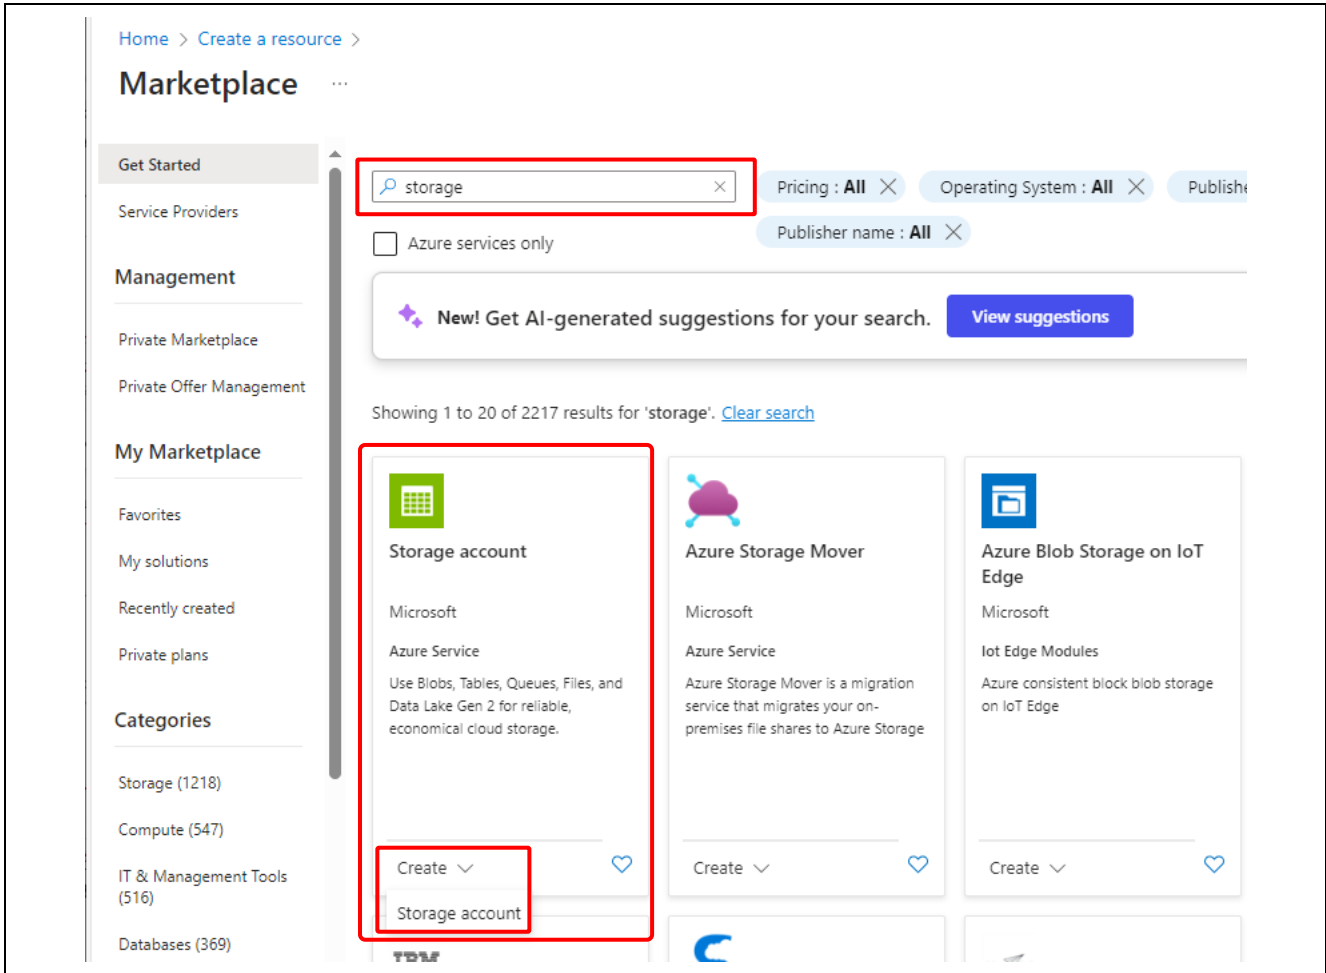 Home > Create a resource >
Marketplace ...
Get Started
Service Providers
Management
Private Marketplace
Private Offer Management
My Marketplace
Favorites
My solutions
Recently created
Private plans
Categories
Storage (1218)
Compute (547)
IT & Management Tools
(516)
Databases (369)
storage
Pricing : All
Operating System : All
Publishe
Publisher name : All
Azure services only
New! Get AI-generated suggestions for your search.
View suggestions
Showing 1 to 20 of 2217 results for 'storage'. Clear search
Storage account
Microsoft
Azure Service
Use Blobs, Tables, Queues, Files, and
Data Lake Gen 2 for reliable,
economical cloud storage.
Create
Storage account
Azure Storage Mover
Microsoft
Azure Service
Azure Storage Mover is a migration
service that migrates your on-
premises file shares to Azure Storage
Create
Azure Blob Storage on IoT
Edge
Microsoft
Iot Edge Modules
Azure consistent block blob storage
on IoT Edge
Create
IBM